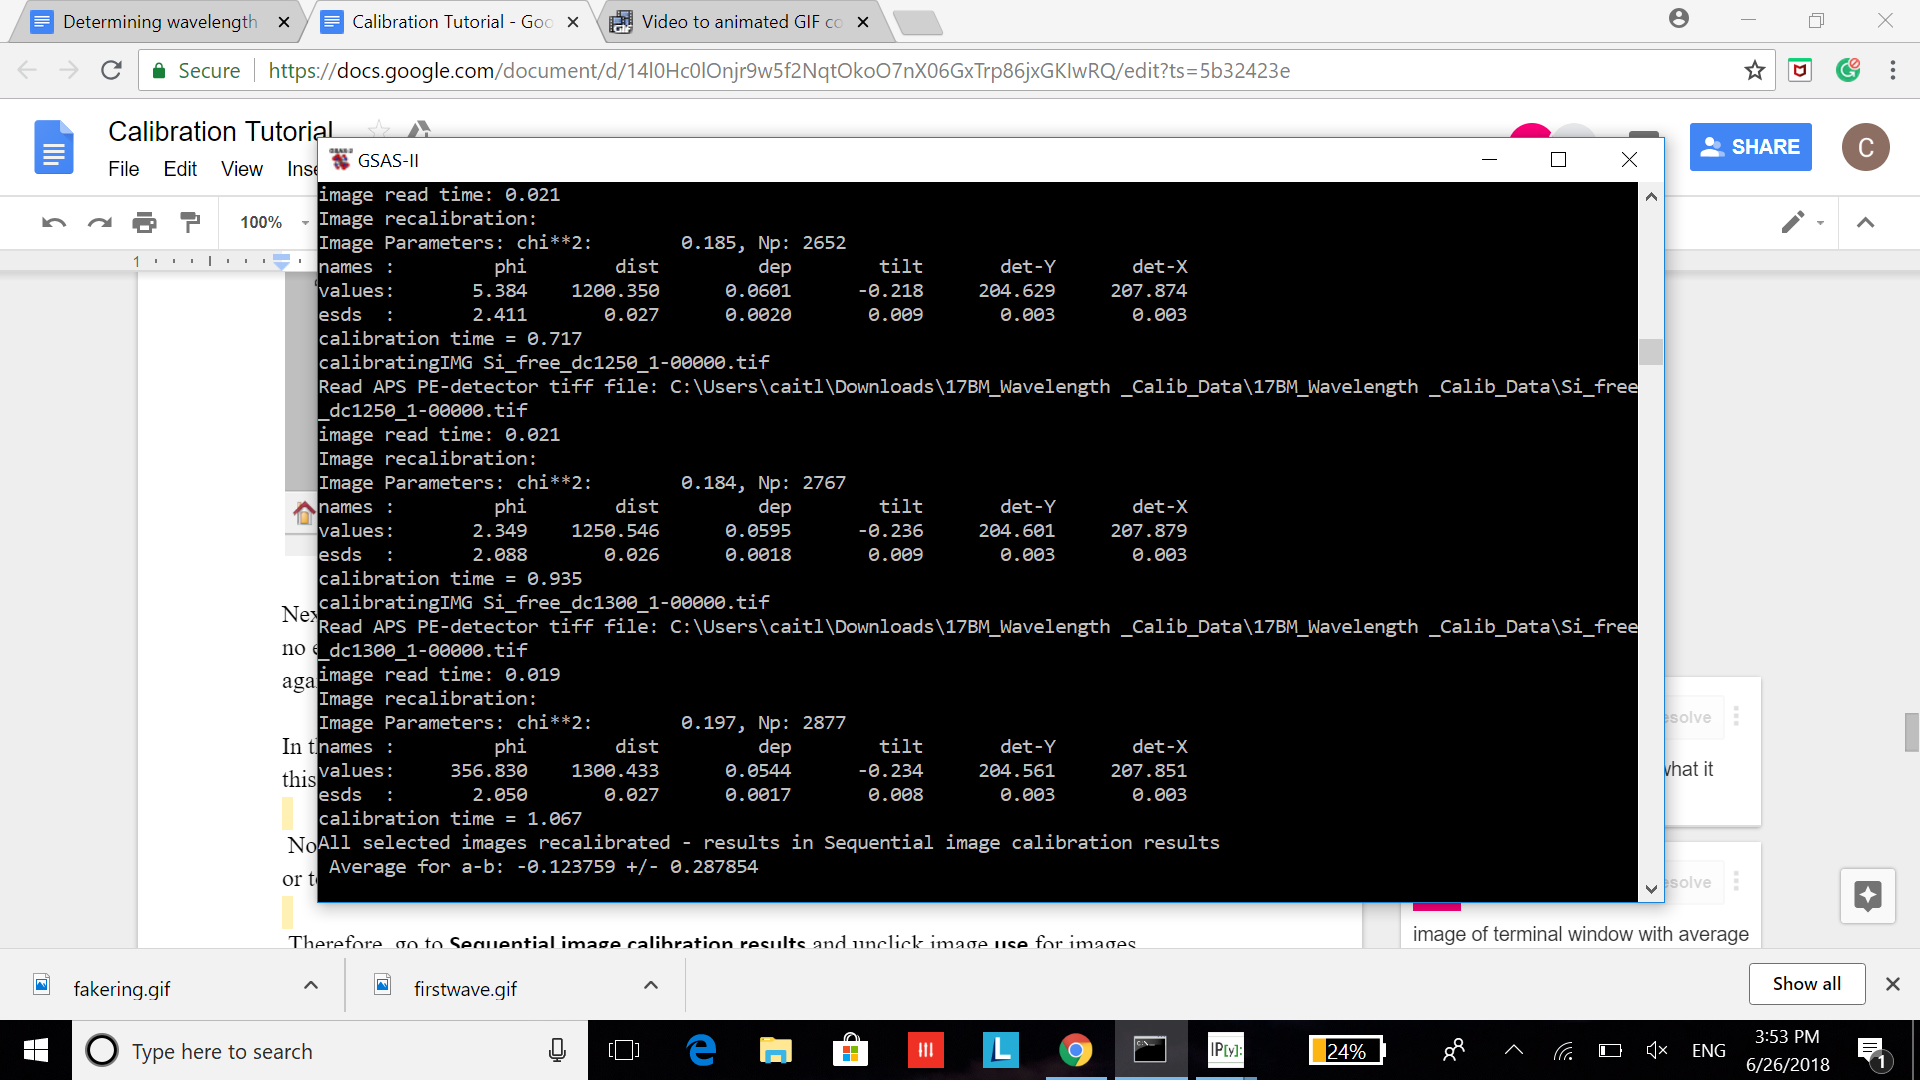 Determining wavelength
Calibration Tutorial - Goo
Video to animated GIF co
Secure
https://docs.google.com/document/d/14l0Hc0lOnjr9w5f2NqtOkoO7nX06GxTrp86jxGKIwRQ/edit?ts=5b32423e
Calibration Tutorial
File Edit View Inse
SHARE
C
100%
1
GSAS-II
image read time: 0.021
Image recalibration:
Image Parameters: chi**2: 0.185, Np: 2652
names : phi dist dep tilt det-Y det-X
values: 5.384 1200.350 0.0601 -0.218 204.629 207.874
esds : 2.411 0.027 0.0020 0.009 0.003 0.003
calibration time = 0.717
calibratingIMG Si_free_dc1250_1-00000.tif
Read APS PE-detector tiff file: C:\Users\caitl\Downloads\17BM_Wavelength _Calib_Data\17BM_Wavelength _Calib_Data\Si_free
_dc1250_1-00000.tif
image read time: 0.021
Image recalibration:
Image Parameters: chi**2: 0.184, Np: 2767
names : phi dist dep tilt det-Y det-X
values: 2.349 1250.546 0.0595 -0.236 204.601 207.879
esds : 2.088 0.026 0.0018 0.009 0.003 0.003
calibration time = 0.935
calibratingIMG Si_free_dc1300_1-00000.tif
Read APS PE-detector tiff file: C:\Users\caitl\Downloads\17BM_Wavelength _Calib_Data\17BM_Wavelength _Calib_Data\Si_free
_dc1300_1-00000.tif
image read time: 0.019
Image recalibration:
Image Parameters: chi**2: 0.197, Np: 2877
names : phi dist dep tilt det-Y det-X
values: 356.830 1300.433 0.0544 -0.234 204.561 207.851
esds : 2.050 0.027 0.0017 0.008 0.003 0.003
calibration time = 1.067
All selected images recalibrated - results in Sequential image calibration results
Average for a-b: -0.123759 +/- 0.287854
Nex
no e
aga
In t
this
No
or t
Therefore, go to Sequential image calibration results and unclick image use for images
esolve
what it
esolve
image of terminal window with average
fakering.gif
firstwave.gif
Show all
Type here to search
IP[y]:
24%
ENG
3:53 PM
6/26/2018
1